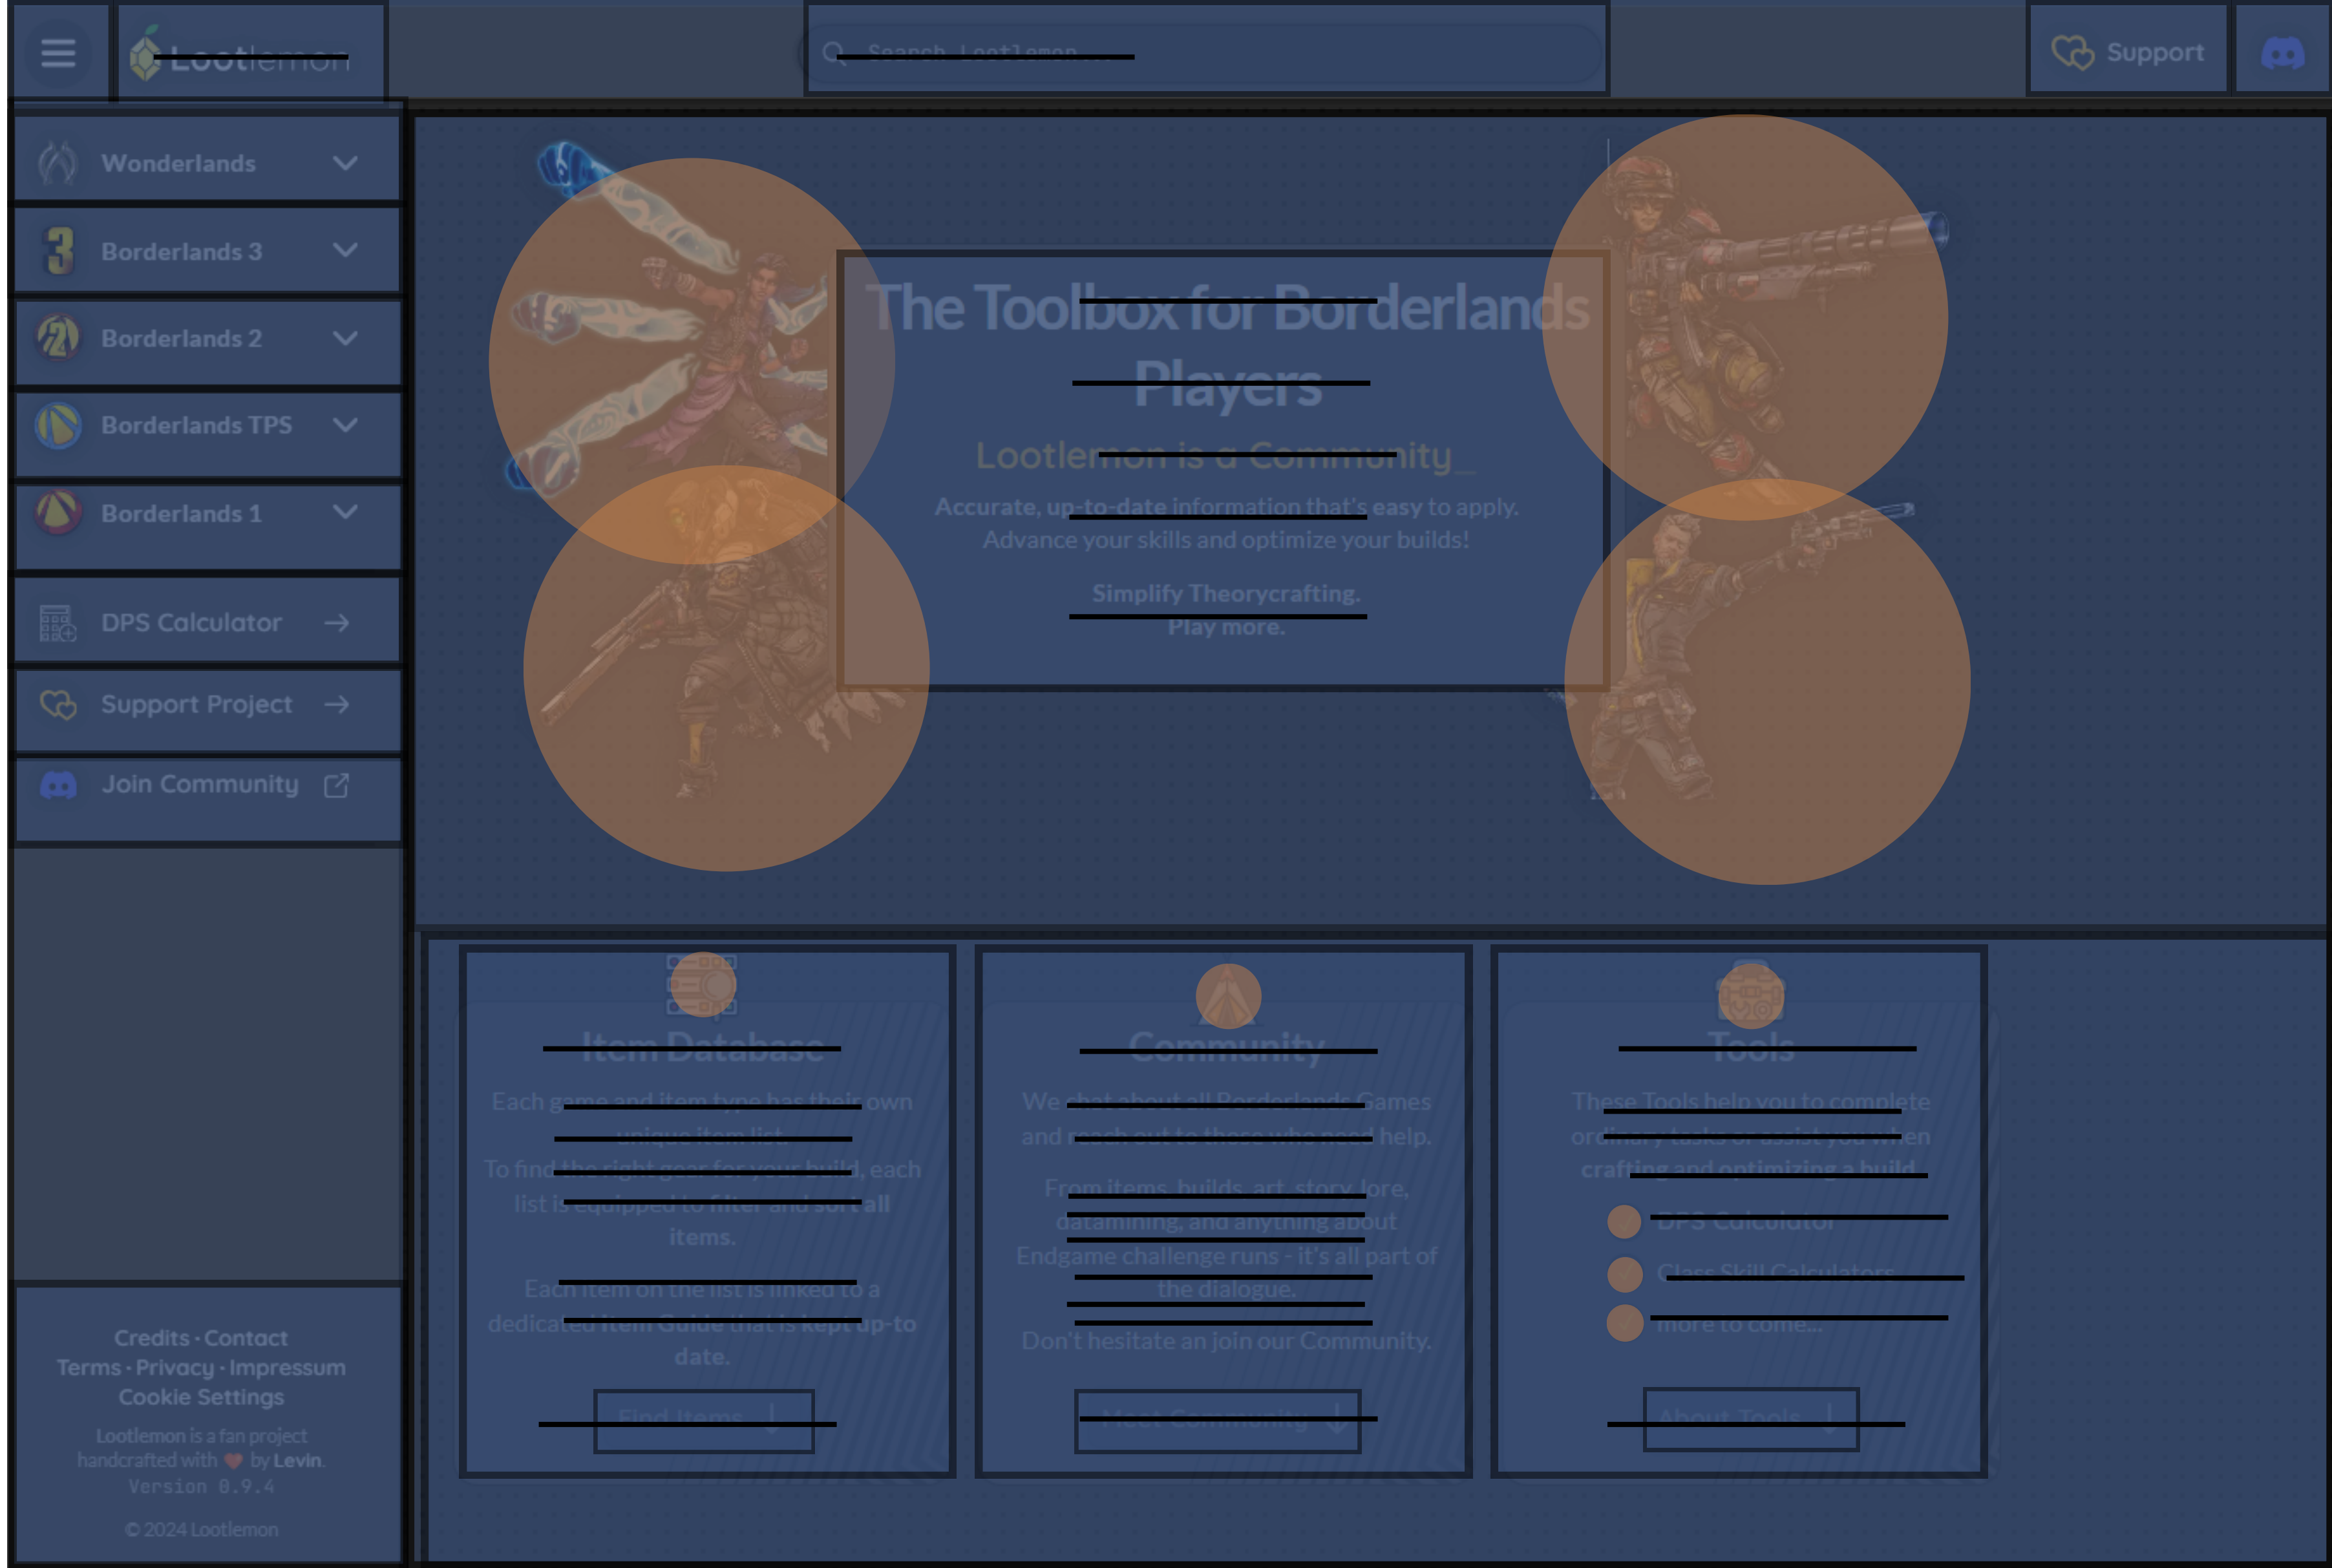 Lootlemon
Search Lootlemon...
Support
Wonderlands
Borderlands 3
Borderlands 2
Borderlands TPS
Borderlands 1
DPS Calculator
Support Project
Join Community
Credits · Contact
Terms · Privacy · Impressum
Cookie Settings
Lootlemon is a fan project
handcrafted with ❤ by Levin.
Version 0.9.4
© 2024 Lootlemon
The Toolbox for Borderlands
Players
Lootlemon is a Community_
Accurate, up-to-date information that's easy to apply.
Advance your skills and optimize your builds!
Simplify Theorycrafting.
Play more.
Item Database
Each game and item type has their own
unique item list.
To find the right gear for your build, each
list is equipped to filter and sort all
items.
Each item on the list is linked to a
dedicated Item Guide that is kept up-to
date.
Find Items
Community
We chat about all Borderlands Games
and reach out to those who need help.
From items, builds, art, story, lore,
datamining, and anything about
Endgame challenge runs - it's all part of
the dialogue.
Don't hesitate an join our Community.
Meet Community
Tools
These Tools help you to complete
ordinary tasks or assist you when
crafting and optimizing a build.
DPS Calculator
Class Skill Calculators
more to come...
About Tools